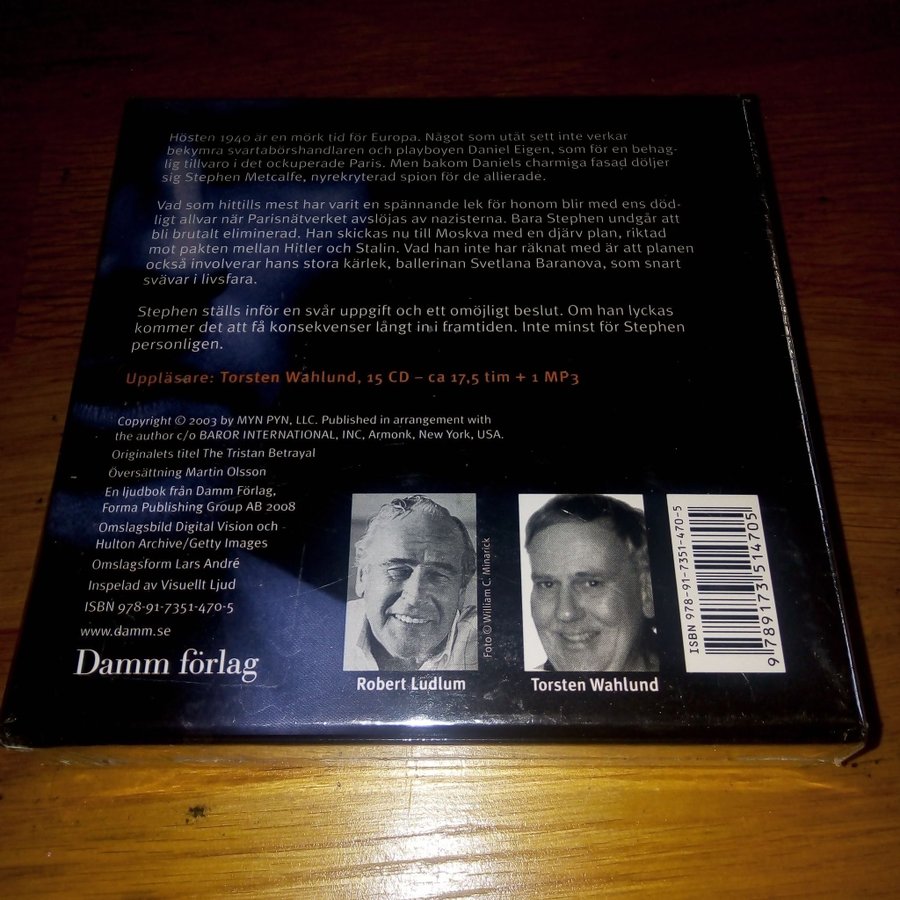 Hösten 1940 är en mörk tid för Europa. Något som utåt sett inte verkar
bekymra svartabörshandlaren och playboyen Daniel Eigen, som för en behag-
lig tillvaro i det ockuperade Paris. Men bakom Daniels charmiga fasad döljer
sig Stephen Metcalfe, nyrekryterad spion för de allierade.
Vad som hittills mest har varit en spännande lek för honom blir med ens död-
ligt allvar när Parisnätverket avslöjas av nazisterna. Bara Stephen undgår att
bli brutalt eliminerad. Han skickas nu till Moskva med en djärv plan, riktad
mot pakten mellan Hitler och Stalin. Vad han inte har räknat med är att planen
också involverar hans stora kärlek, ballerinan Svetlana Baranova, som snart
svävar i livsfara.
Stephen ställs inför en svår uppgift och ett omöjligt beslut. Om han lyckas
kommer det att få konsekvenser långt in i framtiden. Inte minst för Stephen
personligen.
Uppläsare: Torsten Wahlund, 15 CD – ca 17,5 tim + 1 MP3
Copyright © 2003 by MYN PYN, LLC. Published in arrangement with
the author c/o BAROR INTERNATIONAL, INC, Armonk, New York, USA.
Originalets titel The Tristan Betrayal
Översättning Martin Olsson
En ljudbok från Damm Förlag,
Forma Publishing Group AB 2008
Omslagsbild Digital Vision och
Hulton Archive/Getty Images
Omslagsform Lars André
Inspelad av Visuellt Ljud
ISBN 978-91-7351-470-5
www.damm.se
Damm förlag
Foto © William C. Minarick
Robert Ludlum
Torsten Wahlund
ISBN 978-91-7351-470-5
9 789173 514705